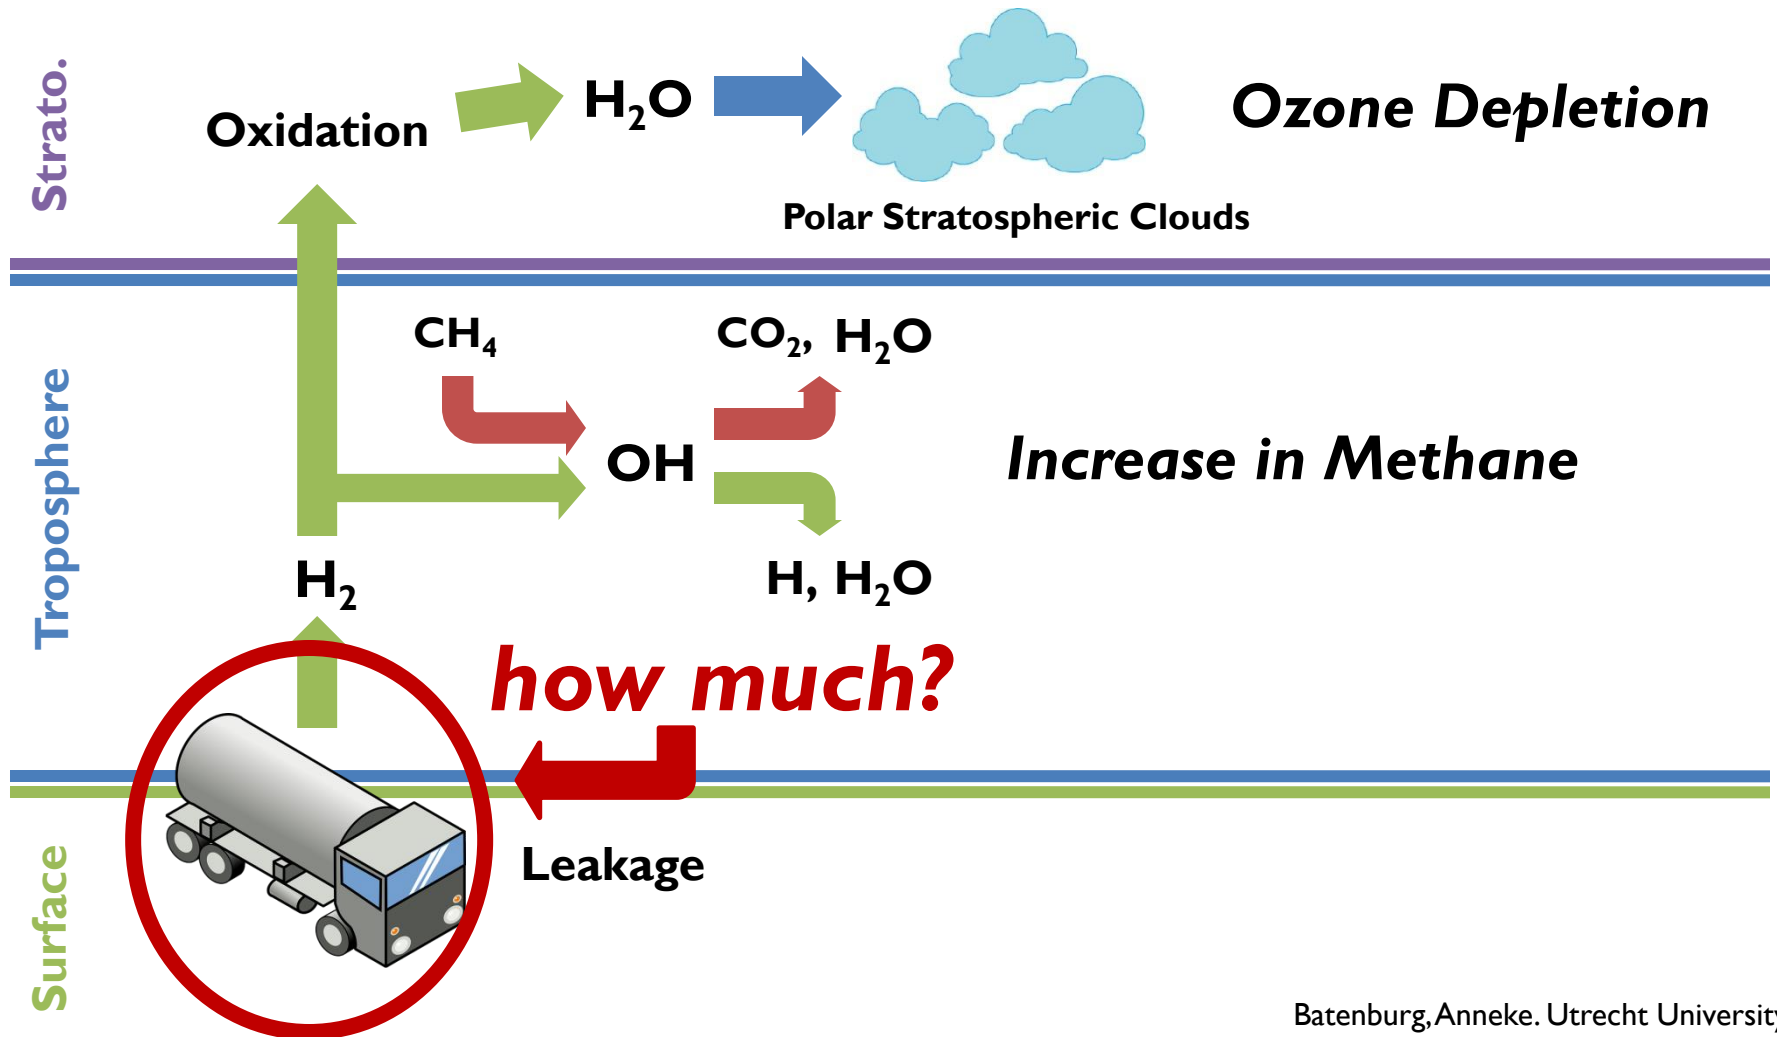 Strato.
Oxidation
H₂O
Polar Stratospheric Clouds
Ozone Depletion
Troposphere
CH₄
CO₂, H₂O
OH
Increase in Methane
H₂
H, H₂O
how much?
Surface
Leakage
Batenburg, Anneke. Utrecht University